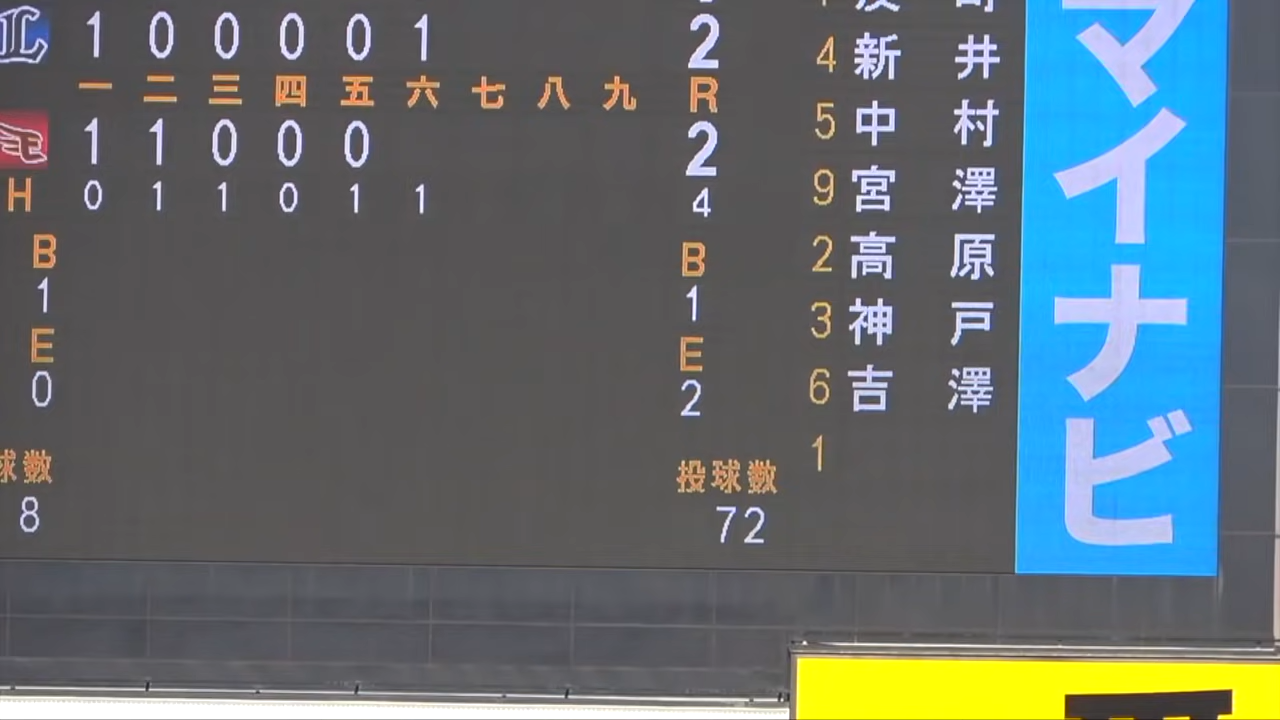 L 1 0 0 0 0 1 2
一 二 三 四 五 六 七 八 九 R
1 1 0 0 0 2
H 0 1 1 0 1 1 4
B B
1 1
E E
0 2
球数 投球数
8 72
4 新 井
5 中 村
9 宮 澤
2 高 原
3 神 戸
6 吉 澤
1
マイナビ